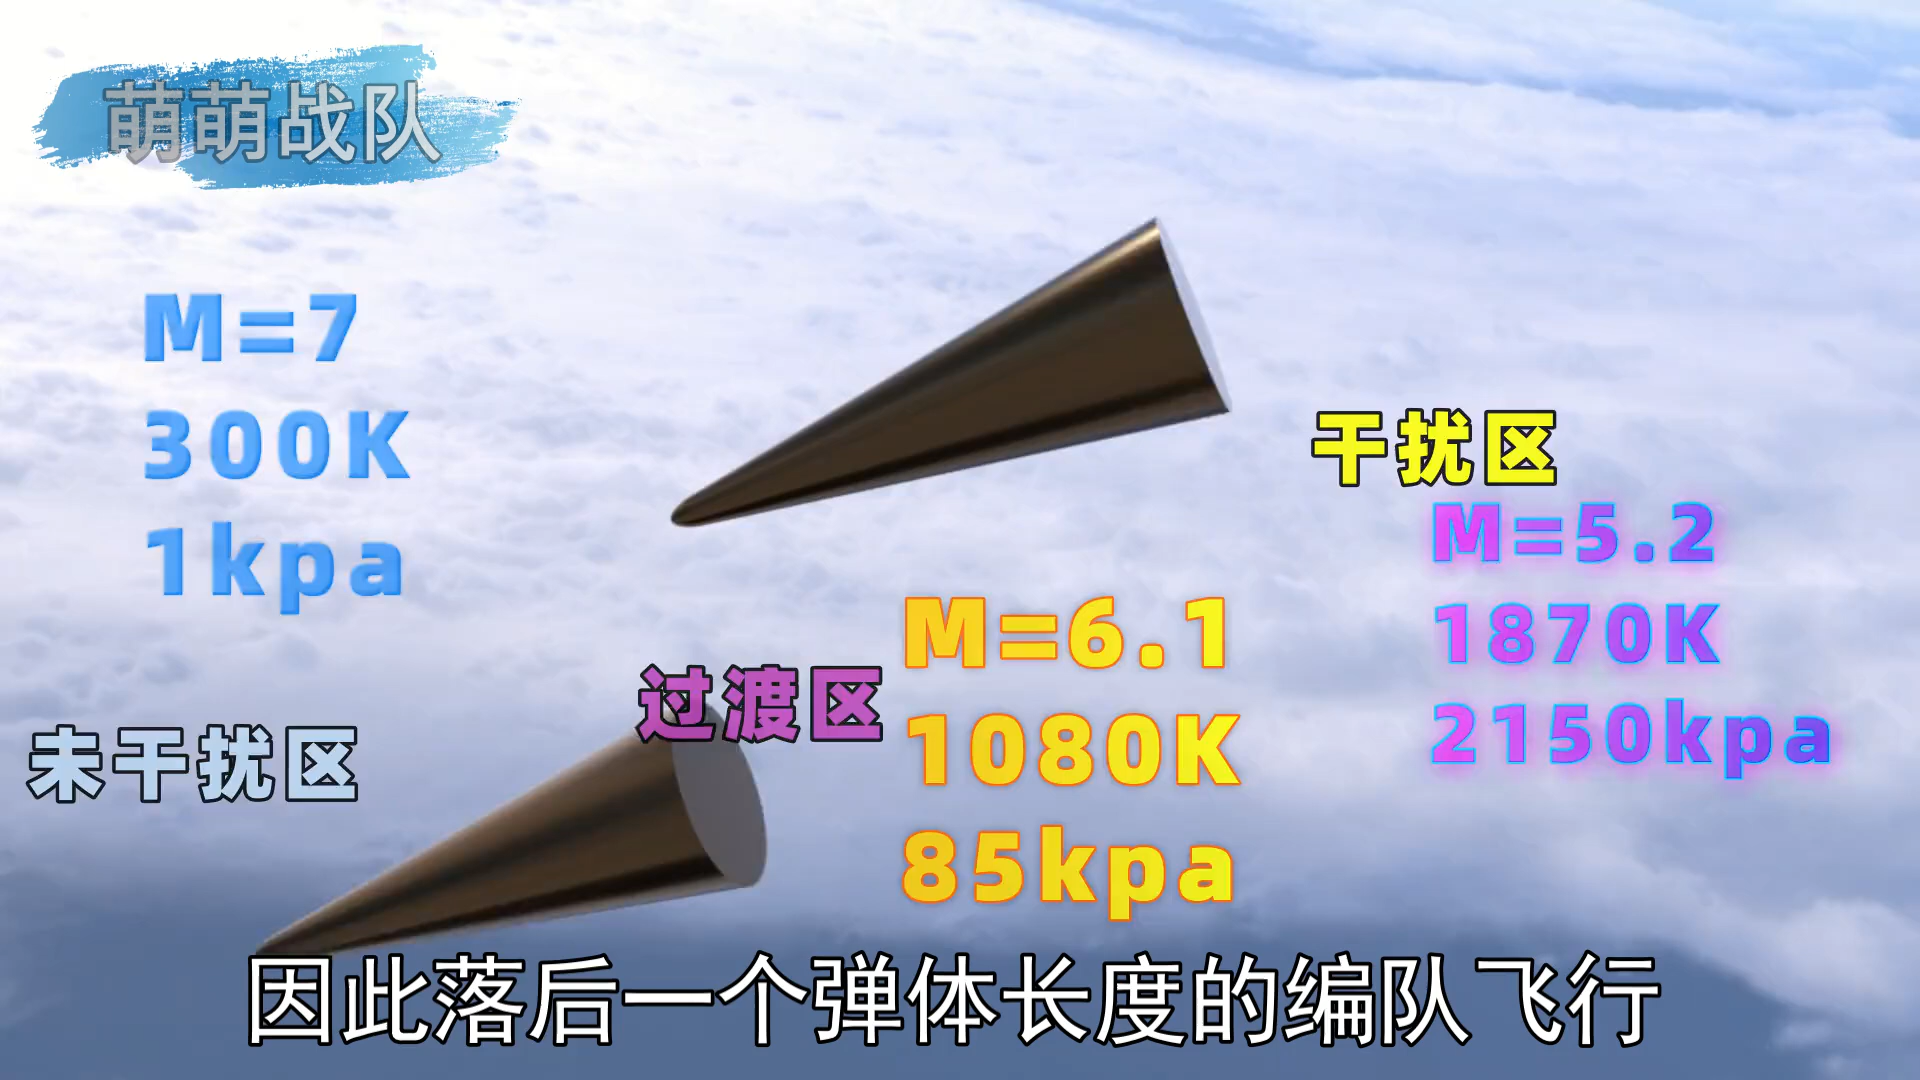 萌萌战队
M=7
300K
1kpa
干扰区
M=5.2
1870K
2150kpa
M=6.1
1080K
85kpa
过渡区
未干扰区
因此落后一个弹体长度的编队飞行